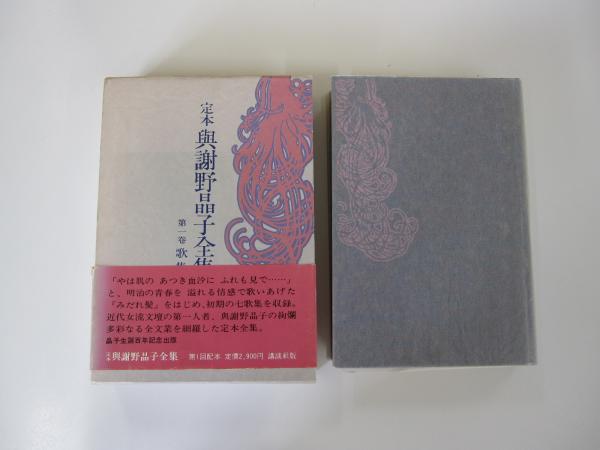 定本 與謝野晶子全集
第一巻 歌集
「やは肌の あつき血汐に ふれも見で……」
と、明治の青春を 溢れる情感で歌いあげた
『みだれ髪』をはじめ、初期の七歌集を収録。
近代女流文壇の第一人者、與謝野晶子の絢爛
多彩なる全文業を網羅した定本全集。
晶子生誕百年記念出版
定本 與謝野晶子全集 第1回配本 定価2,900円 講談社版